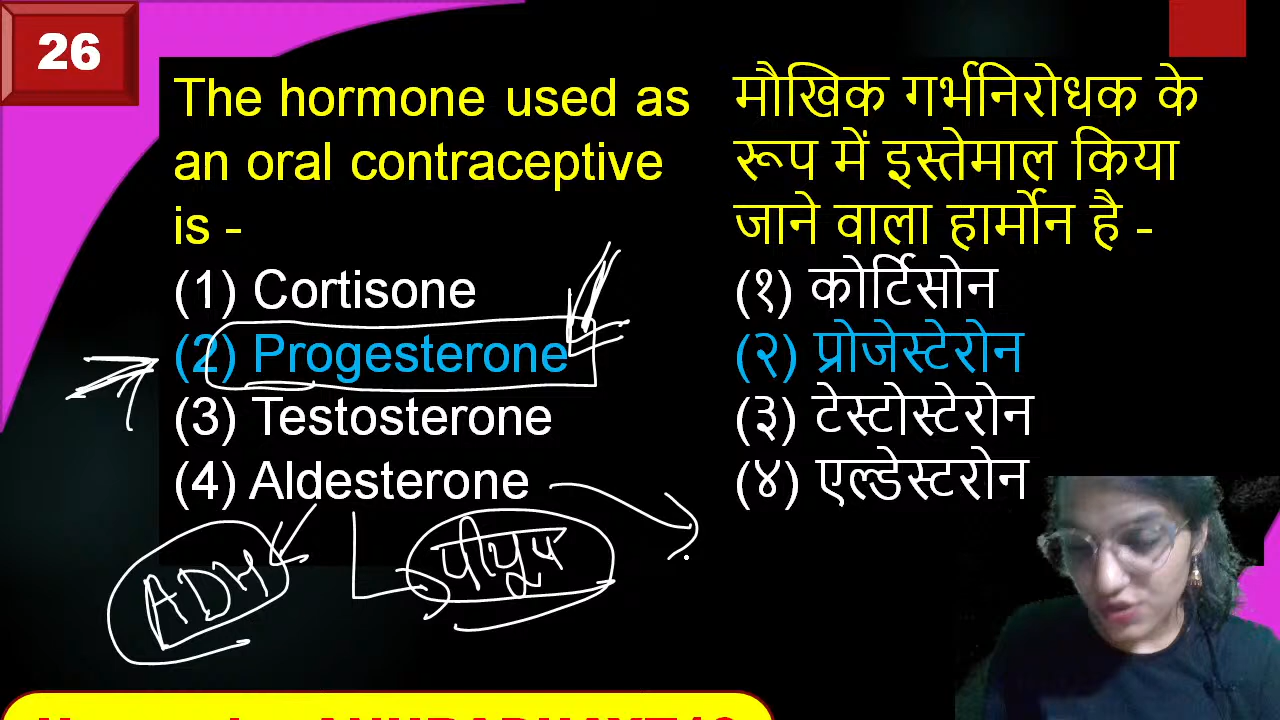 26
The hormone used as
an oral contraceptive
is -
(1) Cortisone
(2) Progesterone
(3) Testosterone
(4) Aldesterone
मौखिक गर्भनिरोधक के
रूप में इस्तेमाल किया
जाने वाला हार्मोन है -
(१) कोर्टिसोन
(२) प्रोजेस्टेरोन
(३) टेस्टोस्टेरोन
(४) एल्डेस्टरोन
ADH
पीयूष